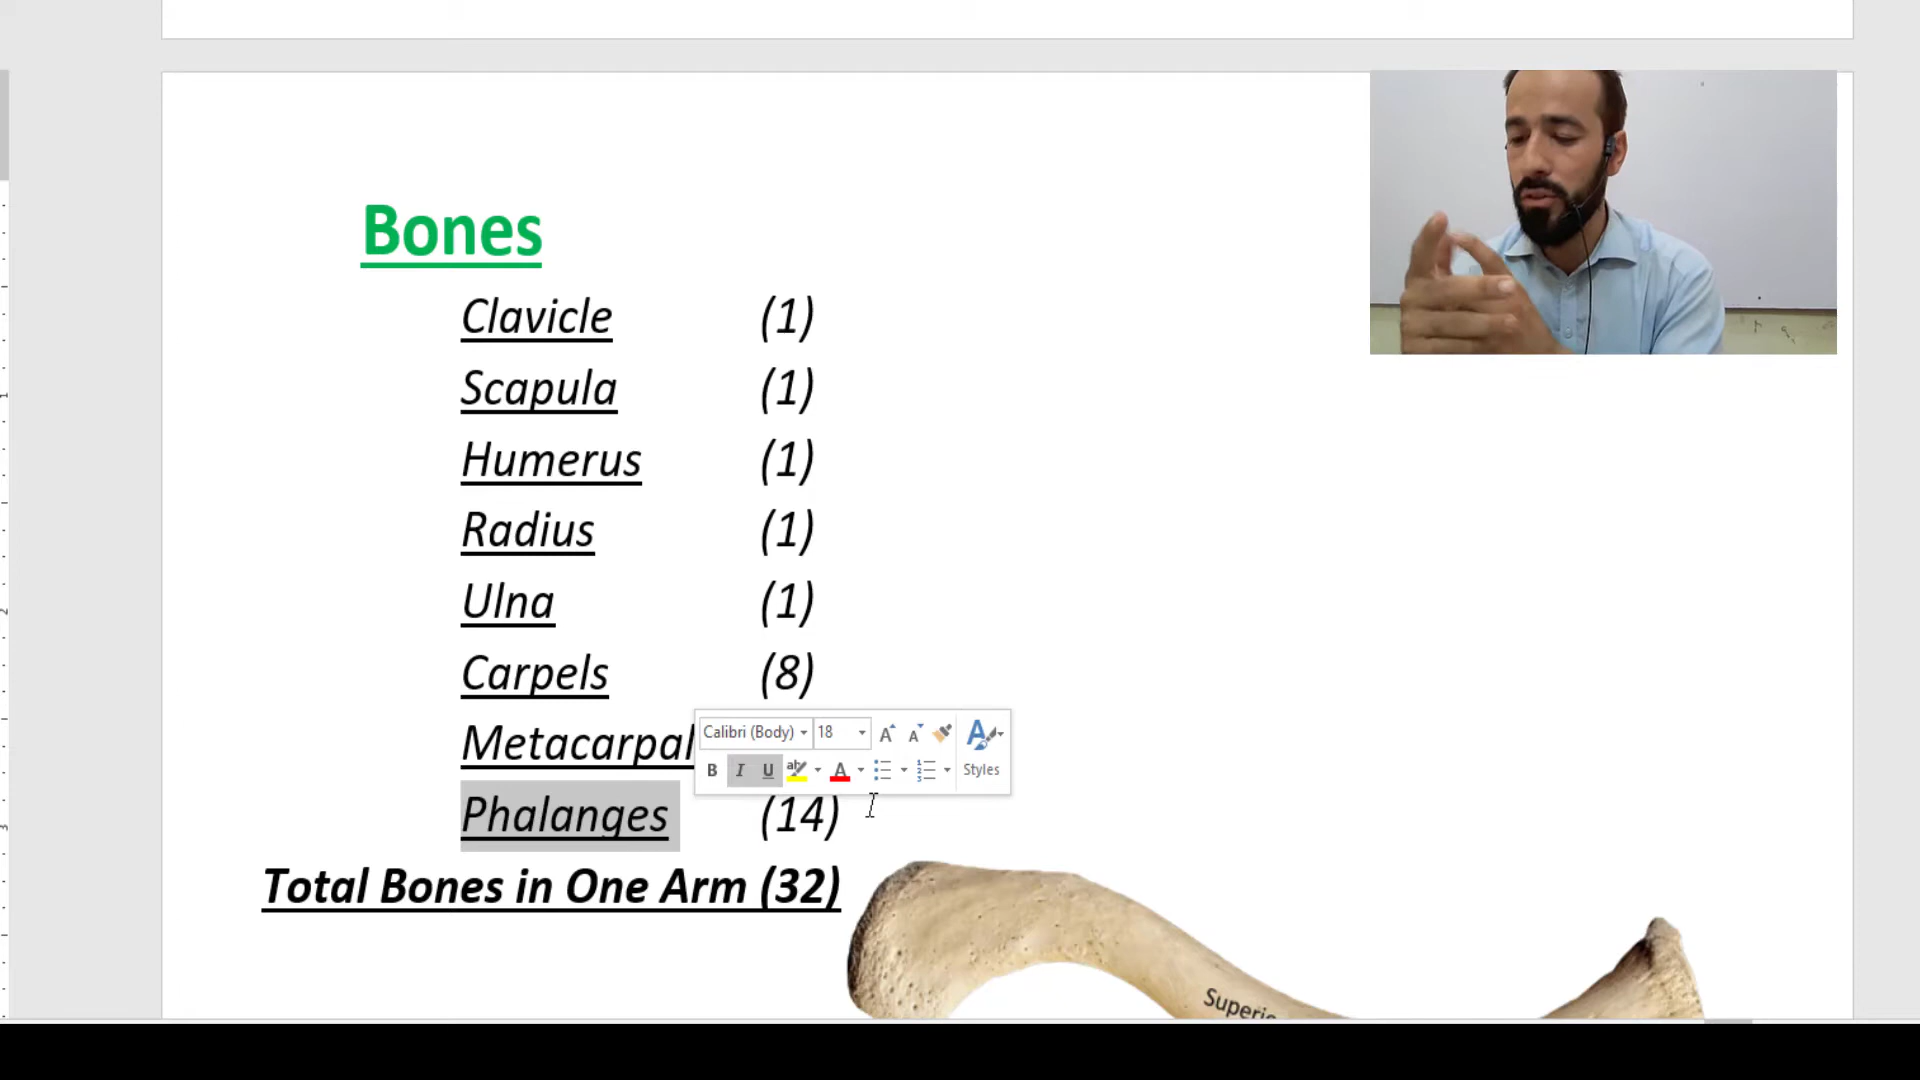 Bones
Clavicle (1)
Scapula (1)
Humerus (1)
Radius (1)
Ulna (1)
Carpels (8)
Metacarpal
Calibri (Body) 18
B I U ab A Styles
Phalanges (14)
Total Bones in One Arm (32)